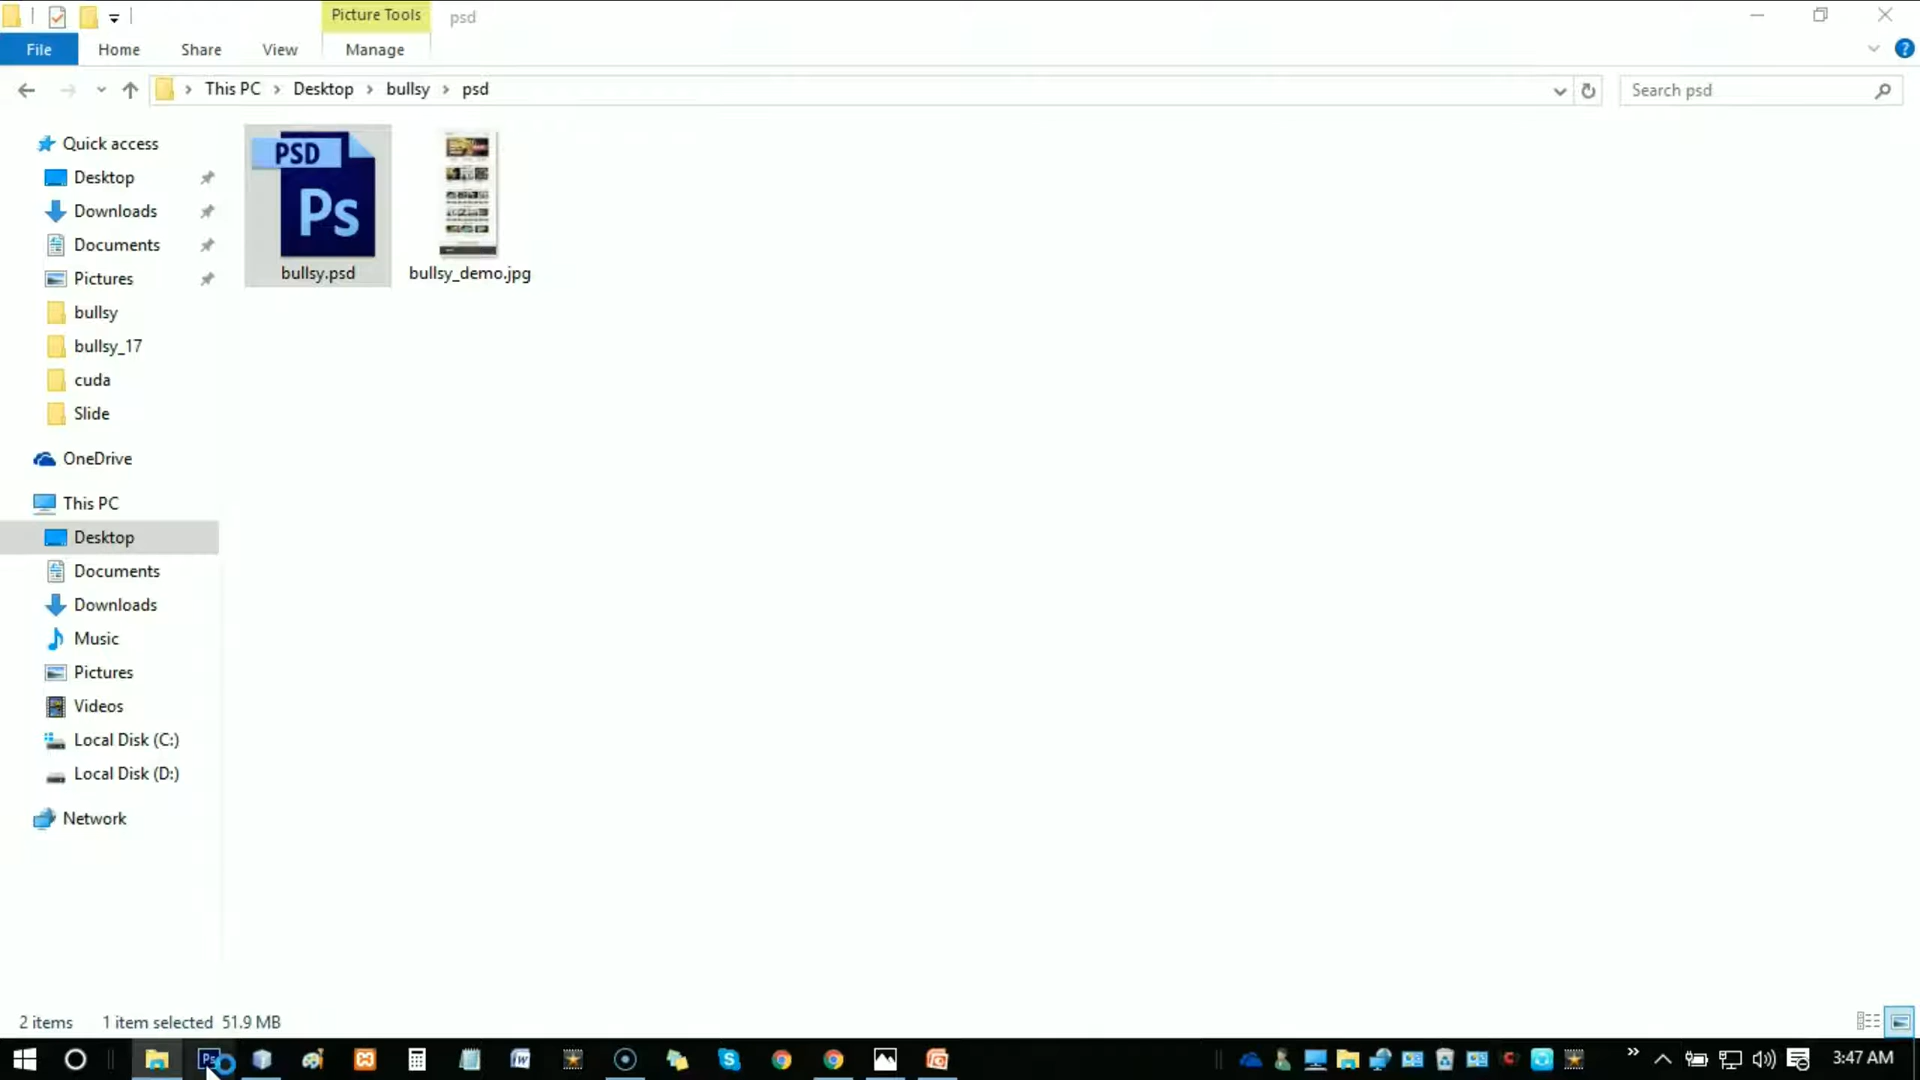 Picture Tools psd
File Home Share View Manage
This PC Desktop bullsy psd Search psd
Quick access
Desktop
Downloads
Documents
Pictures
bullsy
bullsy_17
cuda
Slide
OneDrive
This PC
Desktop
Documents
Downloads
Music
Pictures
Videos
Local Disk (C:)
Local Disk (D:)
Network
PSD
Ps
bullsy.psd bullsy_demo.jpg
2 items 1 item selected 51.9 MB
Ps
3:47 AM